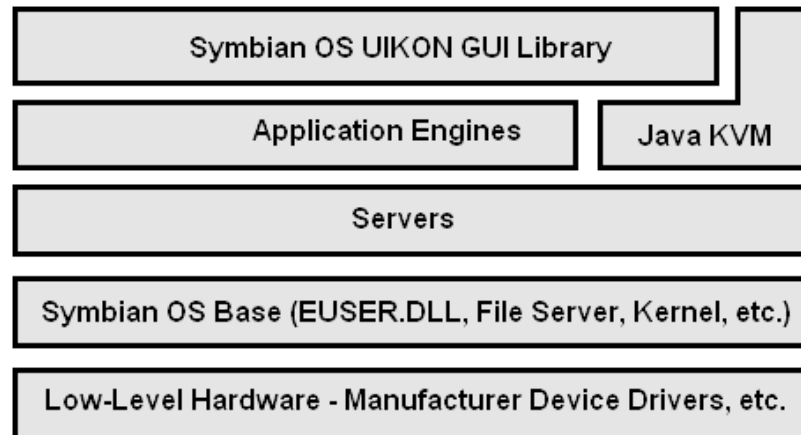 Symbian OS UIKON GUI Library
Application Engines
Java KVM
Servers
Symbian OS Base (EUSER.DLL, File Server, Kernel, etc.)
Low-Level Hardware - Manufacturer Device Drivers, etc.